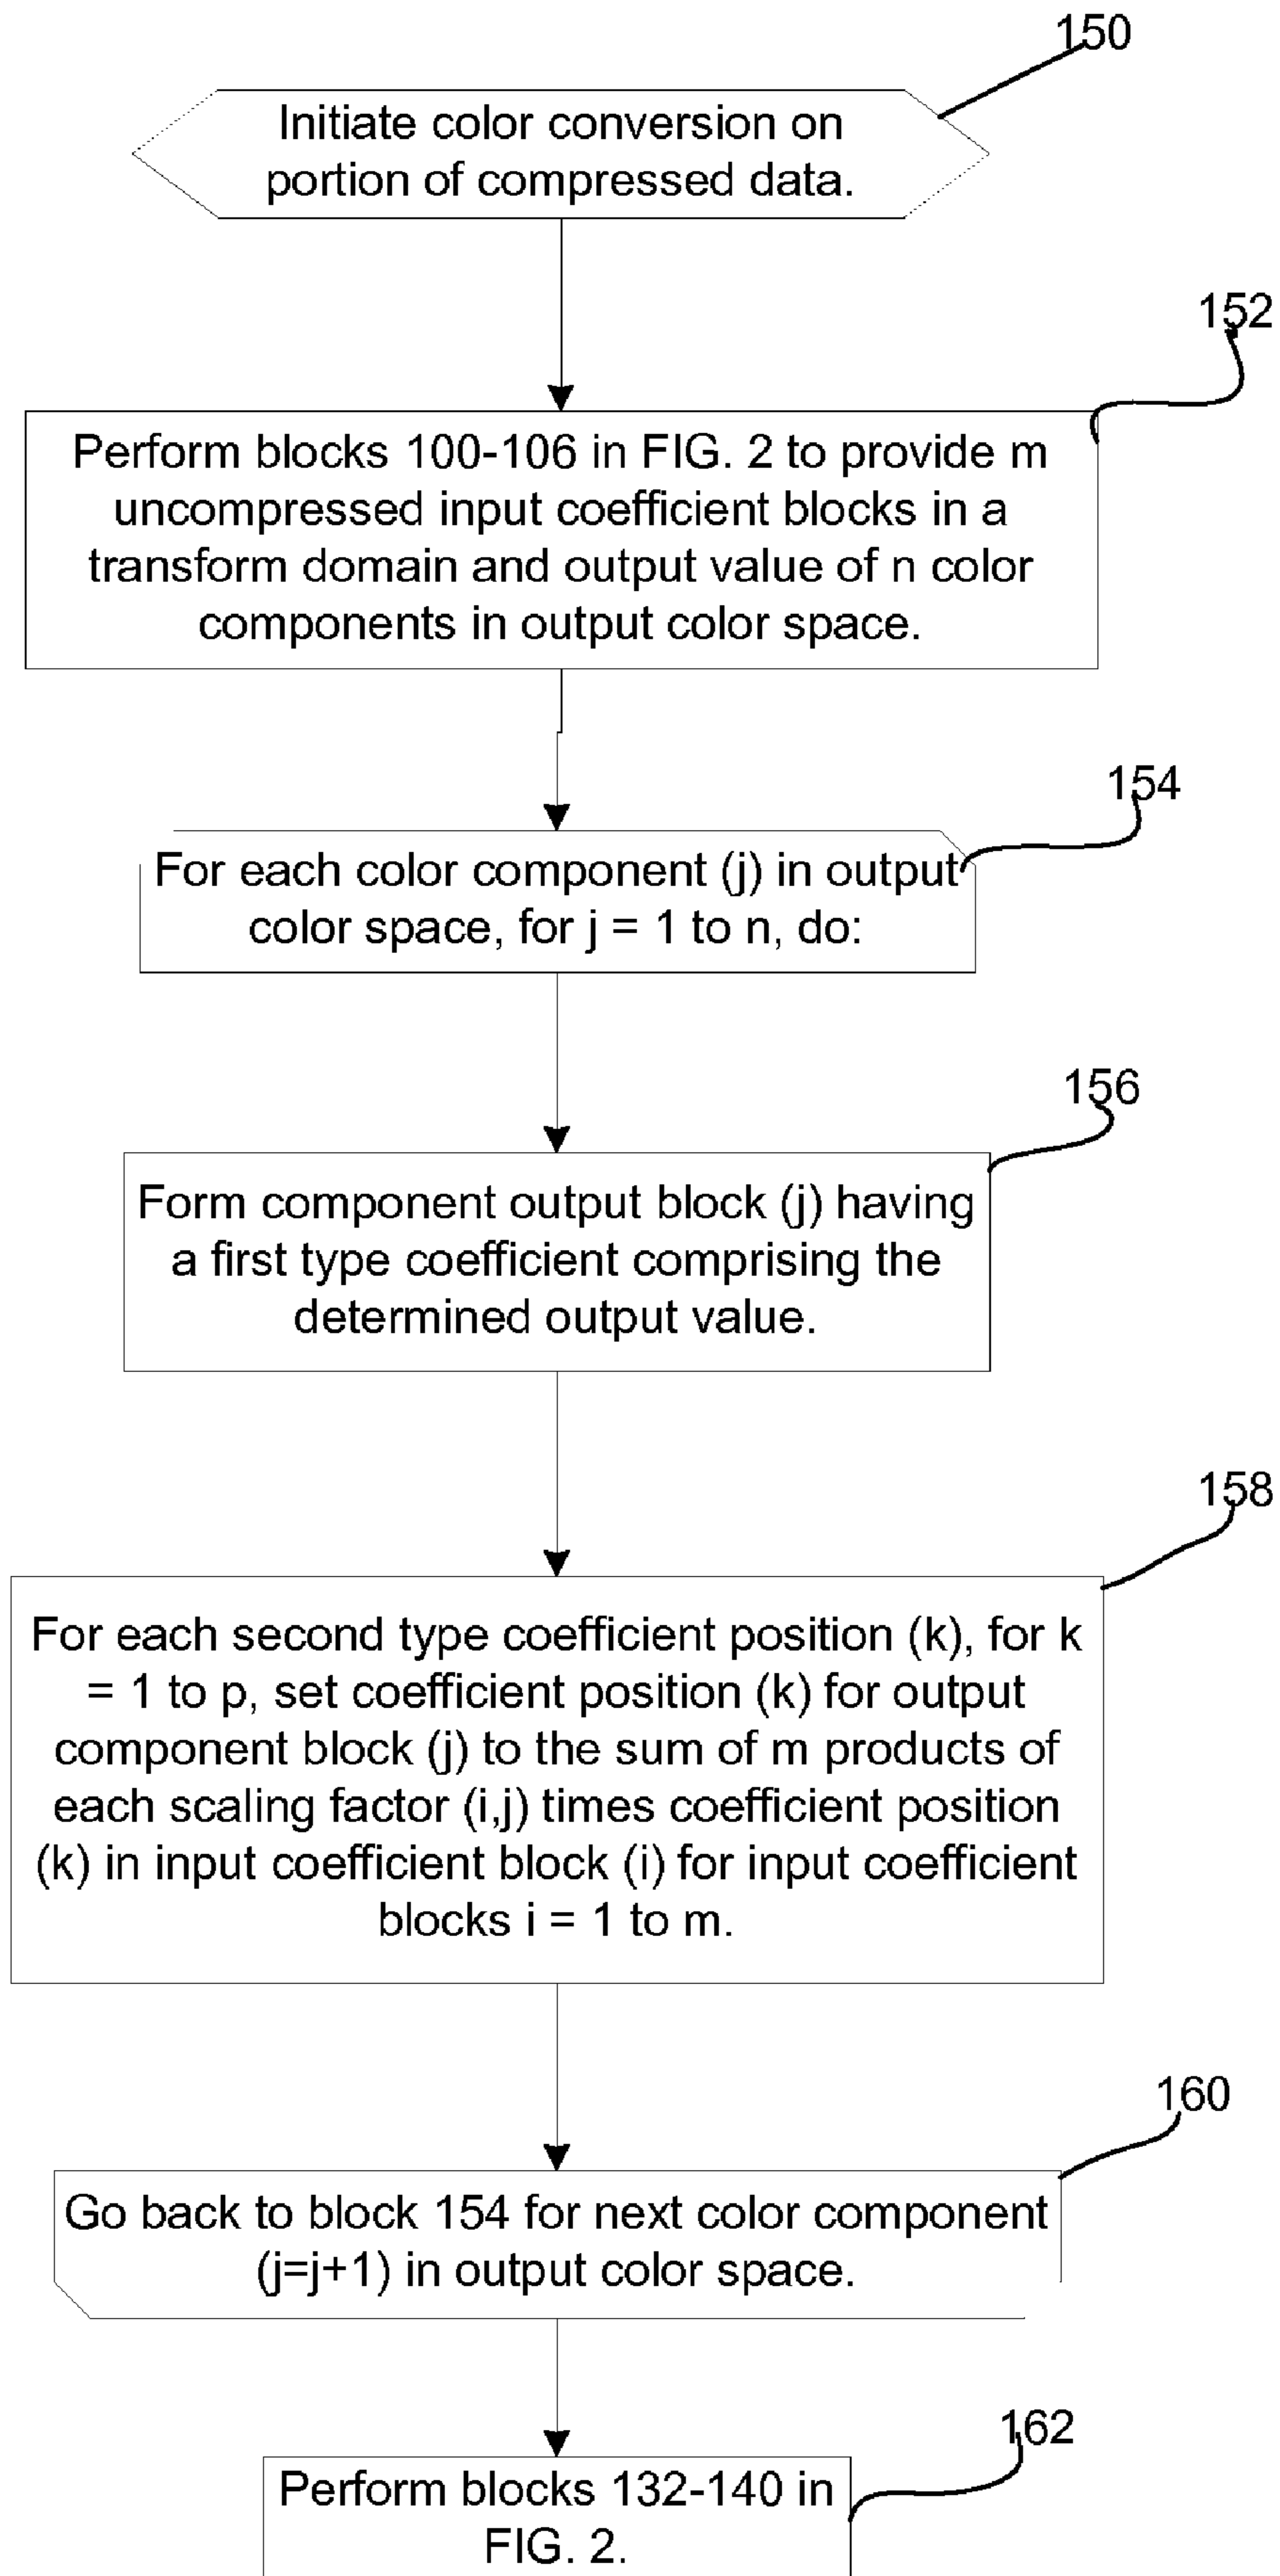 150
Initiate color conversion on
portion of compressed data.
152
Perform blocks 100-106 in FIG. 2 to provide m
uncompressed input coefficient blocks in a
transform domain and output value of n color
components in output color space.
154
For each color component (j) in output
color space, for j = 1 to n, do:
156
Form component output block (j) having
a first type coefficient comprising the
determined output value.
158
For each second type coefficient position (k), for k
= 1 to p, set coefficient position (k) for output
component block (j) to the sum of m products of
each scaling factor (i,j) times coefficient position
(k) in input coefficient block (i) for input coefficient
blocks i = 1 to m.
160
Go back to block 154 for next color component
(j=j+1) in output color space.
162
Perform blocks 132-140 in
FIG. 2.